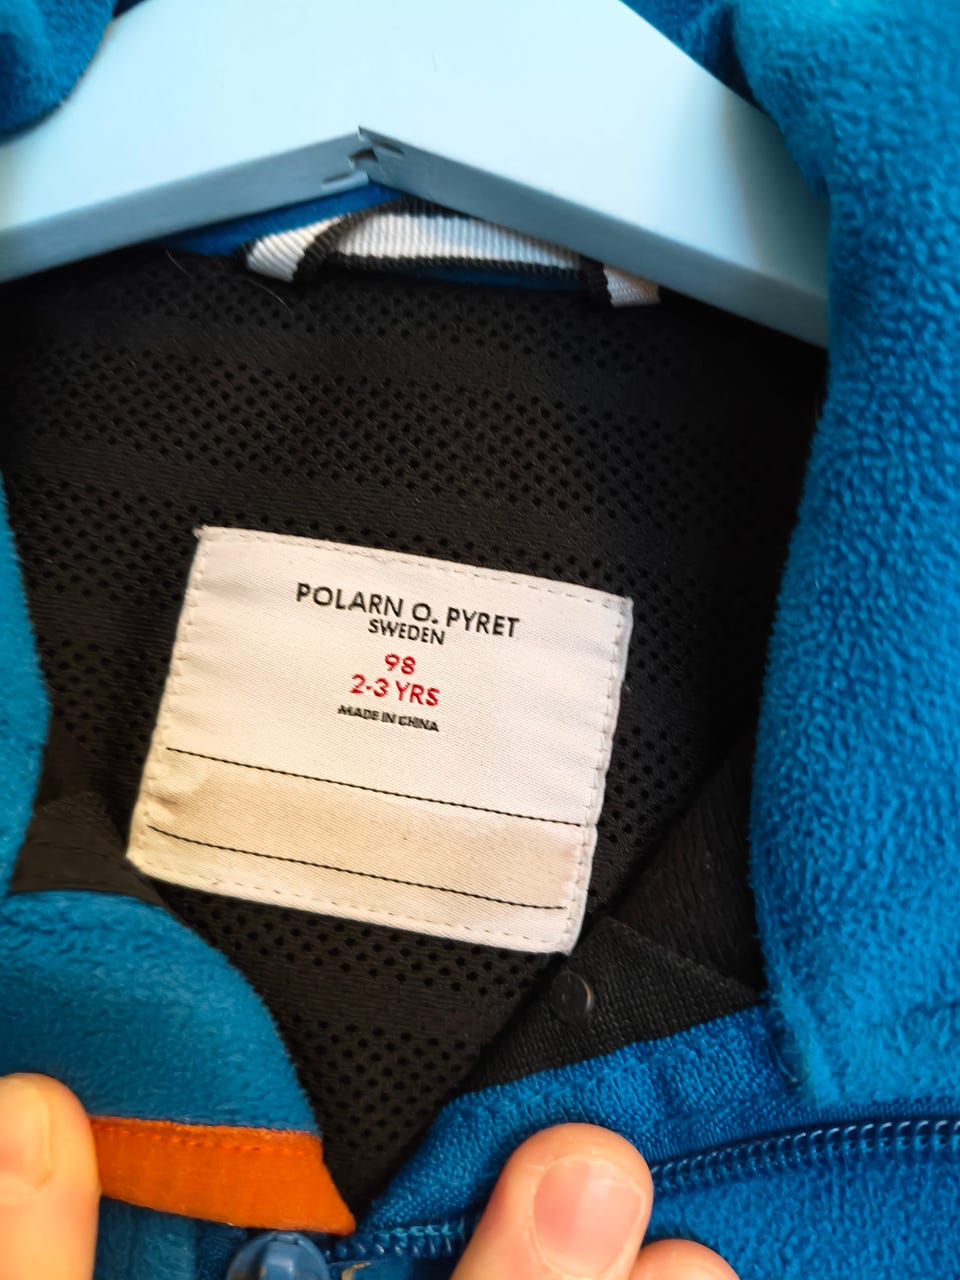 POLARN O. PYRET
SWEDEN
98
2-3 YRS
MADE IN CHINA